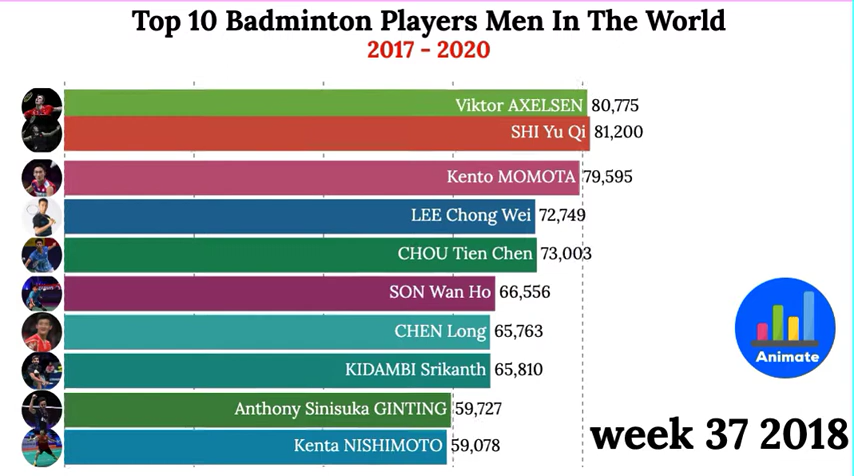 Top 10 Badminton Players Men In The World
2017 - 2020
Viktor AXELSEN 80,775
SHI Yu Qi 81,200
Kento MOMOTA 79,595
LEE Chong Wei 72,749
CHOU Tien Chen 73,003
SON Wan Ho 66,556
CHEN Long 65,763
KIDAMBI Srikanth 65,810
Anthony Sinisuka GINTING 59,727
Kenta NISHIMOTO 59,078
Animate
week 37 2018